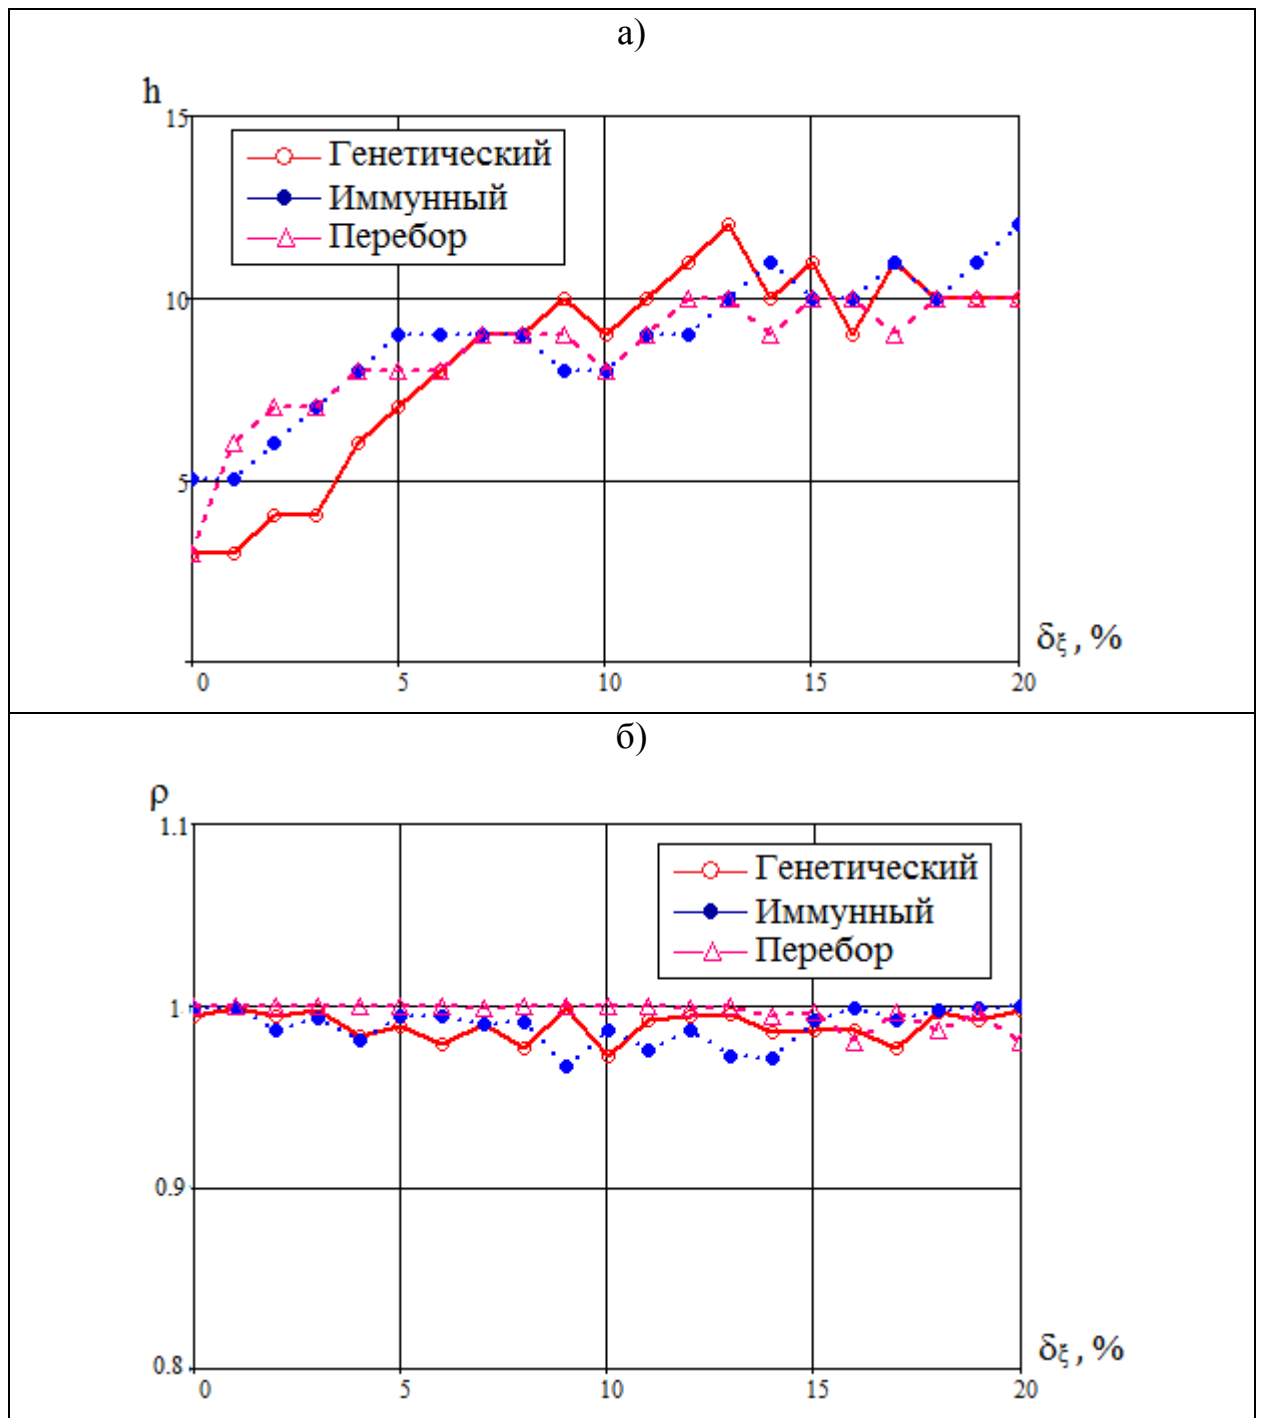 а)
h
15
Генетический
Иммунный
Перебор
10
5
δξ, %
0 5 10 15 20
б)
ρ
1.1
Генетический
Иммунный
Перебор
1
0.9
0.8
δξ, %
0 5 10 15 20